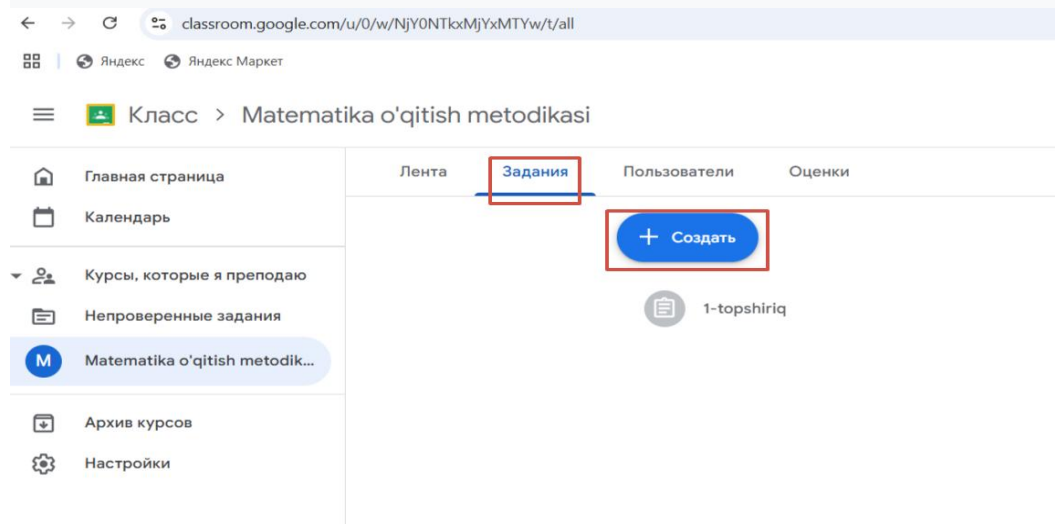 classroom.google.com/u/0/w/NjY0NTkxMjYxMTYw/t/all
Яндекс Яндекс Маркет
Класс > Matematika o'qitish metodikasi
Главная страница
Календарь
Курсы, которые я преподаю
Непроверенные задания
M Matematika o'qitish metodik...
Архив курсов
Настройки
Лента Задания Пользователи Оценки
+ Создать
1-topshiriq